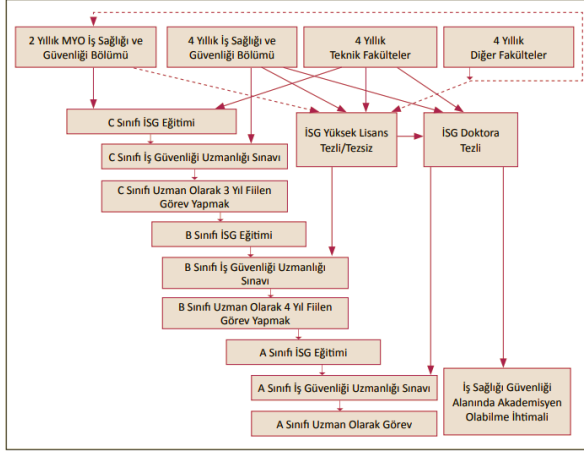 2 Yıllık MYO İş Sağlığı ve
Güvenliği Bölümü
4 Yıllık İş Sağlığı ve
Güvenliği Bölümü
4 Yıllık
Teknik Fakülteler
4 Yıllık
Diğer Fakülteler
C Sınıfı İSG Eğitimi
İSG Yüksek Lisans
Tezli/Tezsiz
İSG Doktora
Tezli
C Sınıfı İş Güvenliği Uzmanlığı Sınavı
C Sınıfı Uzman Olarak 3 Yıl Fiilen
Görev Yapmak
B Sınıfı İSG Eğitimi
B Sınıfı İş Güvenliği Uzmanlığı
Sınavı
B Sınıfı Uzman Olarak 4 Yıl Fiilen
Görev Yapmak
A Sınıfı İSG Eğitimi
A Sınıfı İş Güvenliği Uzmanlığı Sınavı
A Sınıfı Uzman Olarak Görev
İş Sağlığı Güvenliği
Alanında Akademisyen
Olabilme İhtimali